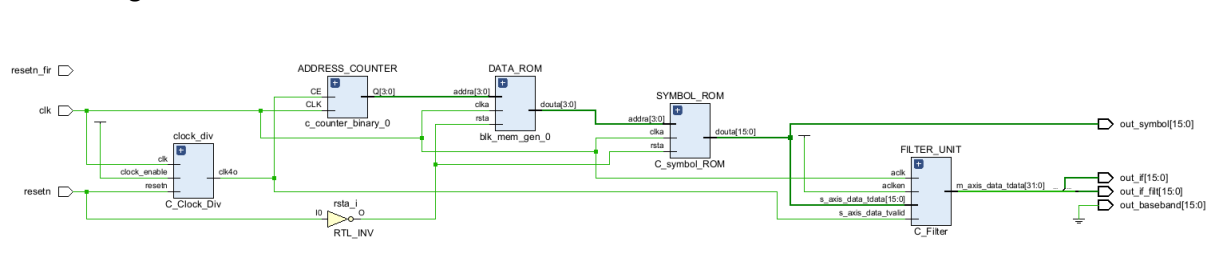 resetn_fir
clk
resetn
clock_div
clk
clock_enable
resetn
clk4o
C_Clock_Div
ADDRESS_COUNTER
CE
CLK
Q[3:0]
c_counter_binary_0
rsta_i
I0
O
RTL_INV
DATA_ROM
addra[3:0]
clka
rsta
douta[3:0]
blk_mem_gen_0
SYMBOL_ROM
addra[3:0]
clka
rsta
douta[15:0]
C_symbol_ROM
FILTER_UNIT
aclk
aclken
s_axis_data_tdata[15:0]
s_axis_data_tvalid
m_axis_data_tdata[31:0]
C_Filter
out_symbol[15:0]
out_if[15:0]
out_if_filt[15:0]
out_baseband[15:0]